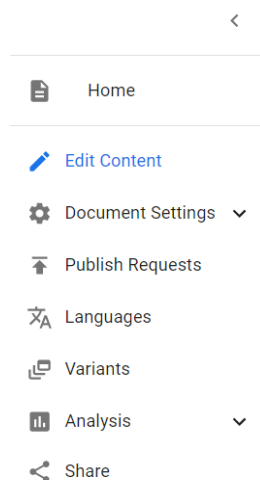 Home
Edit Content
Document Settings
Publish Requests
Languages
Variants
Analysis
Share